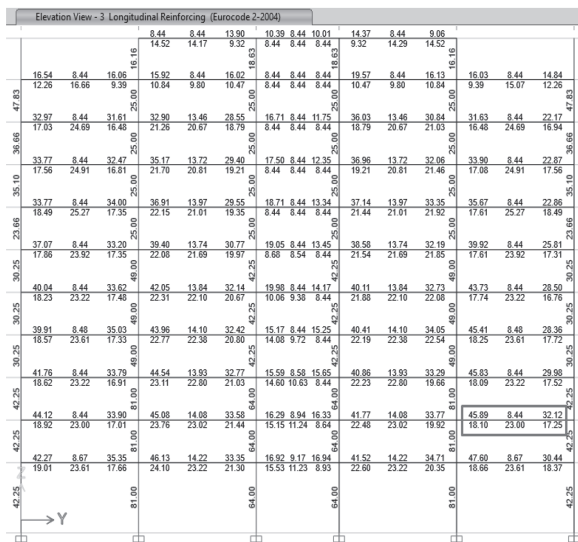 Elevation View - 3 Longitudinal Reinforcing (Eurocode 2-2004)
8.44 8.44 13.90 10.39 8.44 10.01 14.37 8.44 9.06
14.52 14.17 9.32 8.44 8.44 8.44 9.32 14.29 14.52
16.16 18.63 16.16
16.54 8.44 16.06 15.92 8.44 16.02 8.44 8.44 8.44 19.57 8.44 16.13 16.03 8.44 14.84
12.26 16.66 9.39 10.84 9.80 10.47 8.44 8.44 8.44 10.47 9.80 10.84 9.39 15.07 12.26
47.83 25.00 25.00 25.00 47.83
32.97 8.44 31.61 32.90 13.46 28.55 16.71 8.44 11.75 36.03 13.46 30.84 31.63 8.44 22.17
17.03 24.69 16.48 21.26 20.67 18.79 8.44 8.44 8.44 18.79 20.67 21.03 16.48 24.69 16.94
36.66 25.00 25.00 25.00 36.66
33.77 8.44 32.47 35.17 13.72 29.40 17.50 8.44 12.35 36.96 13.72 32.06 33.90 8.44 22.87
17.56 24.91 16.81 21.70 20.81 19.21 8.44 8.44 8.44 19.21 20.81 21.46 17.08 24.91 17.56
35.10 25.00 25.00 25.00 35.10
33.77 8.44 34.00 36.91 13.97 29.55 18.71 8.44 13.34 37.14 13.97 33.35 35.67 8.44 22.86
18.49 25.27 17.35 22.15 21.01 19.35 8.44 8.44 8.44 21.44 21.01 21.92 17.61 25.27 18.49
23.66 25.00 25.00 25.00 23.66
37.07 8.44 33.20 39.40 13.74 30.77 19.05 8.44 13.45 38.58 13.74 32.19 39.92 8.44 25.81
17.86 23.92 17.35 22.08 21.69 19.97 8.68 8.54 8.44 21.54 21.69 21.85 17.61 23.92 17.31
30.25 49.00 42.25 49.00 30.25
40.04 8.44 33.62 42.05 13.84 32.14 19.98 8.44 14.17 40.11 13.84 32.73 43.73 8.44 28.50
18.23 23.22 17.48 22.31 22.10 20.67 10.06 9.38 8.44 21.88 22.10 22.08 17.74 23.22 16.76
30.25 49.00 42.25 49.00 30.25
39.91 8.48 35.03 43.96 14.10 32.42 15.17 8.44 15.25 40.41 14.10 34.05 45.41 8.48 28.36
18.57 23.61 17.33 22.77 22.38 20.80 14.08 9.72 8.44 22.19 22.38 22.54 18.25 23.61 17.72
30.25 49.00 42.25 49.00 30.25
41.76 8.44 33.79 44.54 13.93 32.77 15.59 8.58 15.65 40.86 13.93 33.29 45.83 8.44 29.98
18.62 23.22 16.91 23.11 22.80 21.03 14.60 10.63 8.44 22.23 22.80 19.66 18.09 23.22 17.52
42.25 81.00 64.00 81.00 42.25
44.12 8.44 33.90 45.08 14.08 33.58 16.29 8.94 16.33 41.77 14.08 33.77 45.89 8.44 32.12
18.92 23.00 17.01 23.76 23.02 21.44 15.15 11.24 8.64 22.48 23.02 19.92 18.10 23.00 17.25
42.25 81.00 64.00 81.00 42.25
42.27 8.67 35.35 46.13 14.22 33.35 16.92 9.17 16.94 41.52 14.22 34.71 47.60 8.67 30.44
19.01 23.61 17.66 24.10 23.22 21.30 15.53 11.23 8.93 22.60 23.22 20.35 18.66 23.61 18.37
42.25 81.00 64.00 81.00 42.25
Y